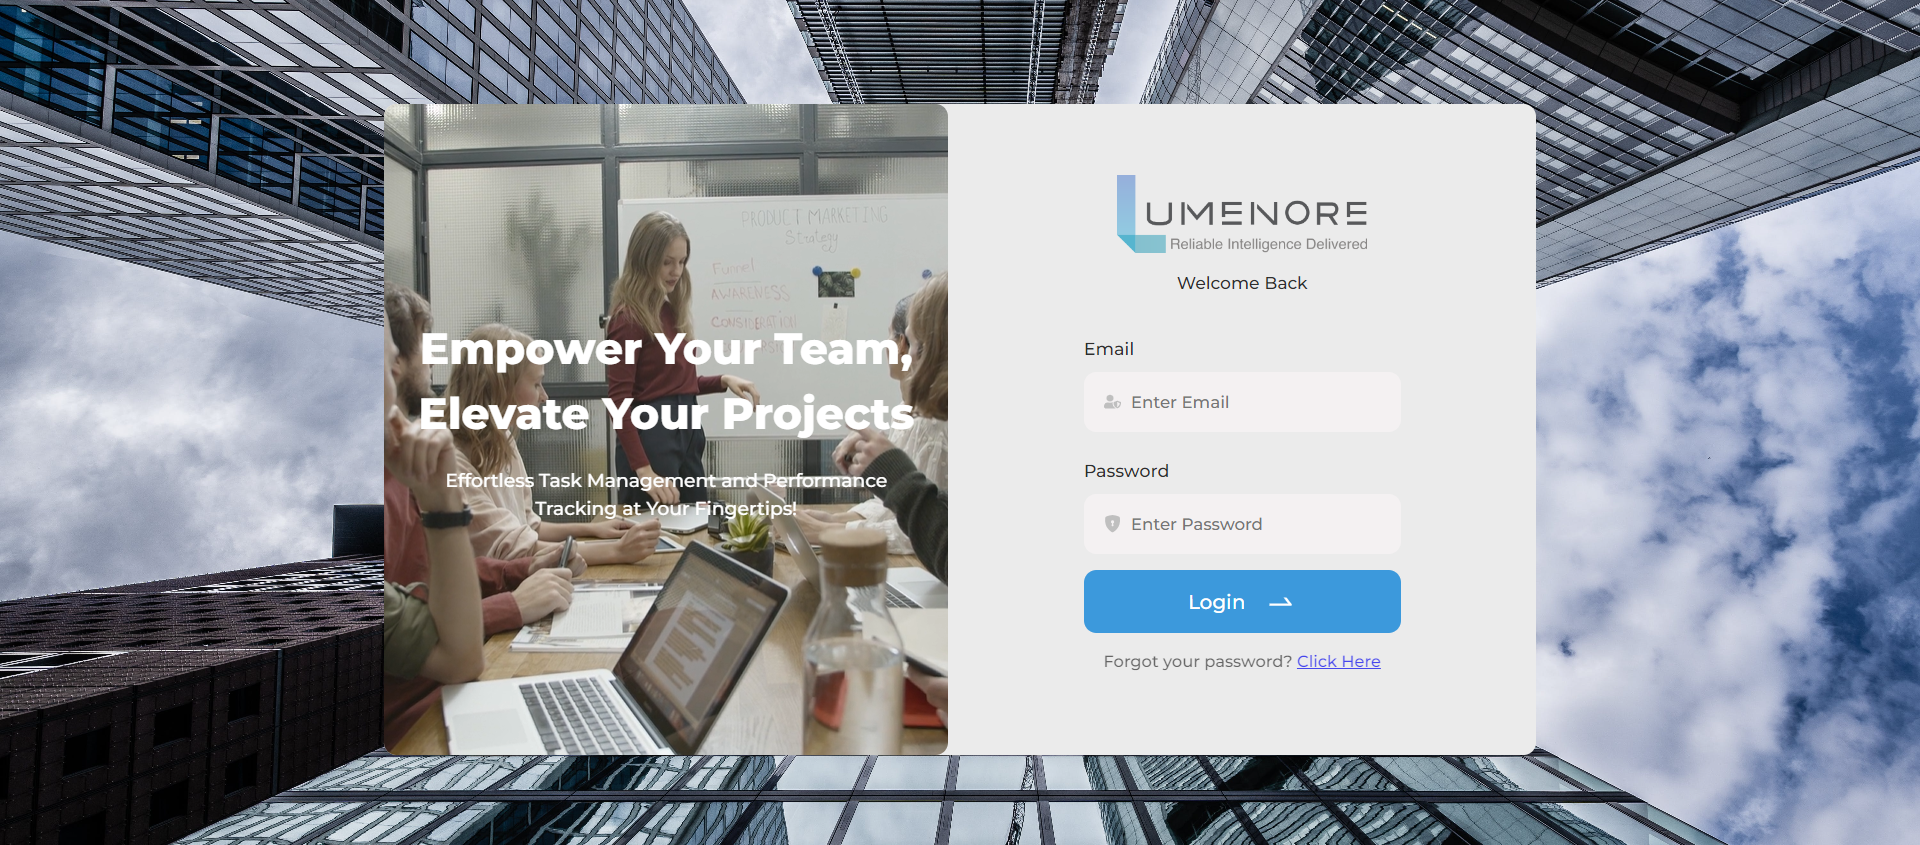 PRODUCT MARKETING
Strategy
Funnel
AWARENESS
CONSIDERATION
Empower Your Team,
Elevate Your Projects
Effortless Task Management and Performance
Tracking at Your Fingertips!
LUMENORE
Reliable Intelligence Delivered
Welcome Back
Email
Enter Email
Password
Enter Password
Login
Forgot your password? Click Here